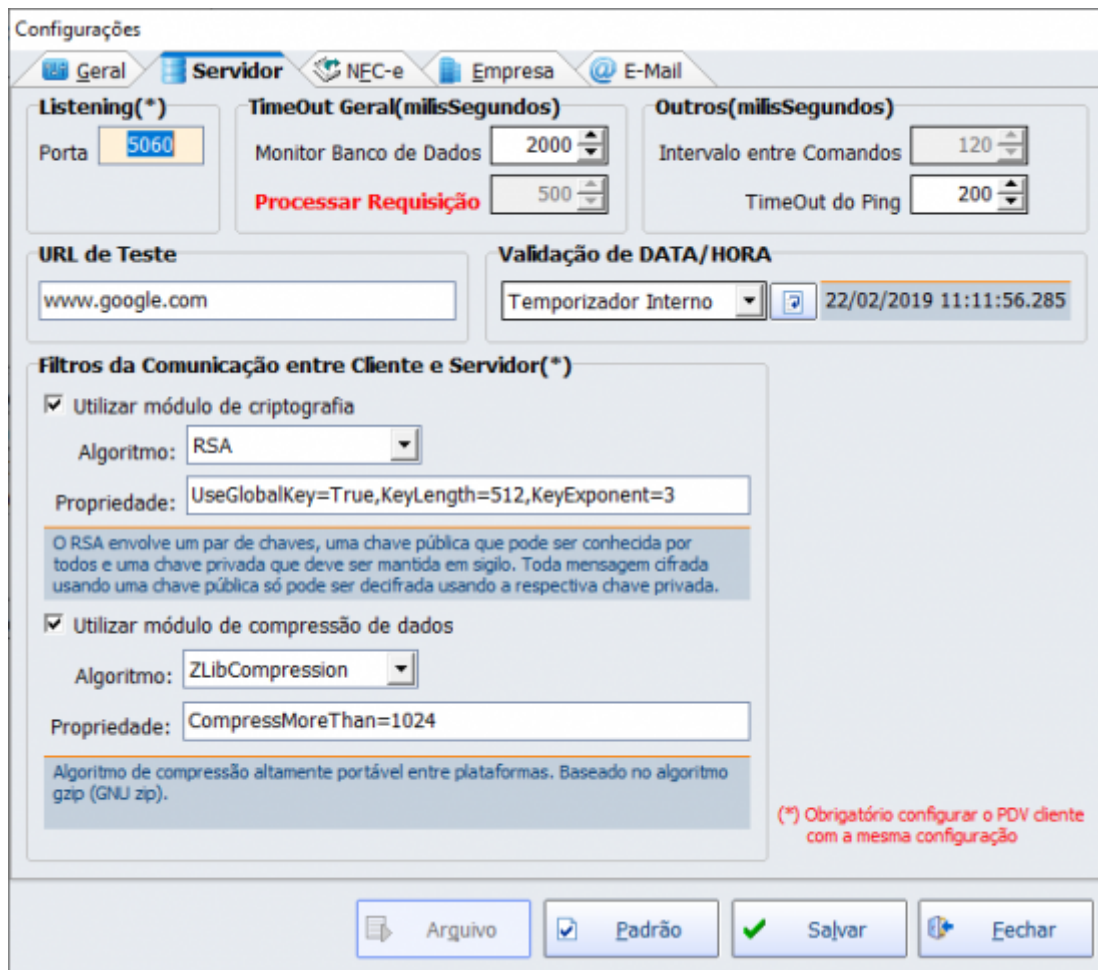 Configurações
Geral Servidor NFC-e Empresa E-Mail
Listening(*)
Porta 5060
TimeOut Geral(milisSegundos)
Monitor Banco de Dados 2000
Processar Requisição 500
Outros(milisSegundos)
Intervalo entre Comandos 120
TimeOut do Ping 200
URL de Teste
www.google.com
Validação de DATA/HORA
Temporizador Interno 22/02/2019 11:11:56.285
Filtros da Comunicação entre Cliente e Servidor(*)
Utilizar módulo de criptografia
Algoritmo: RSA
Propriedade: UseGlobalKey=True,KeyLength=512,KeyExponent=3
O RSA envolve um par de chaves, uma chave pública que pode ser conhecida por
todos e uma chave privada que deve ser mantida em sigilo. Toda mensagem cifrada
usando uma chave pública só pode ser decifrada usando a respectiva chave privada.
Utilizar módulo de compressão de dados
Algoritmo: ZLibCompression
Propriedade: CompressMoreThan=1024
Algoritmo de compressão altamente portável entre plataformas. Baseado no algoritmo
gzip (GNU zip).
(*) Obrigatório configurar o PDV cliente
com a mesma configuração
Arquivo Padrão Salvar Fechar